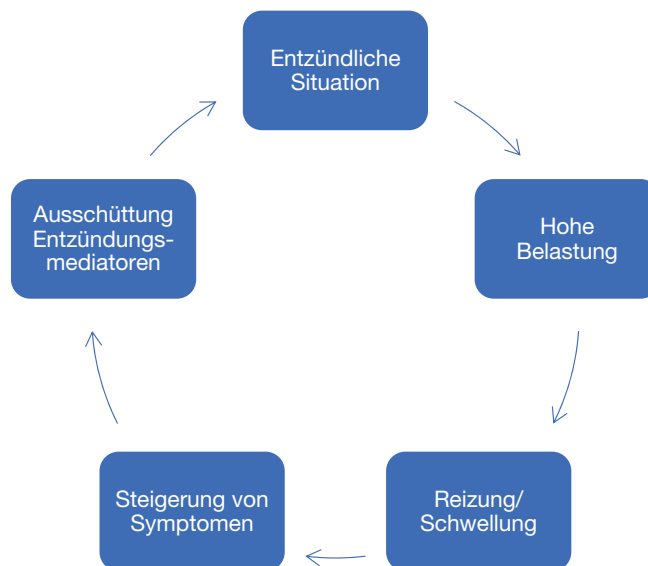 Entzündliche
Situation
Hohe
Belastung
Reizung/
Schwellung
Steigerung von
Symptomen
Ausschüttung
Entzündungs-
mediatoren